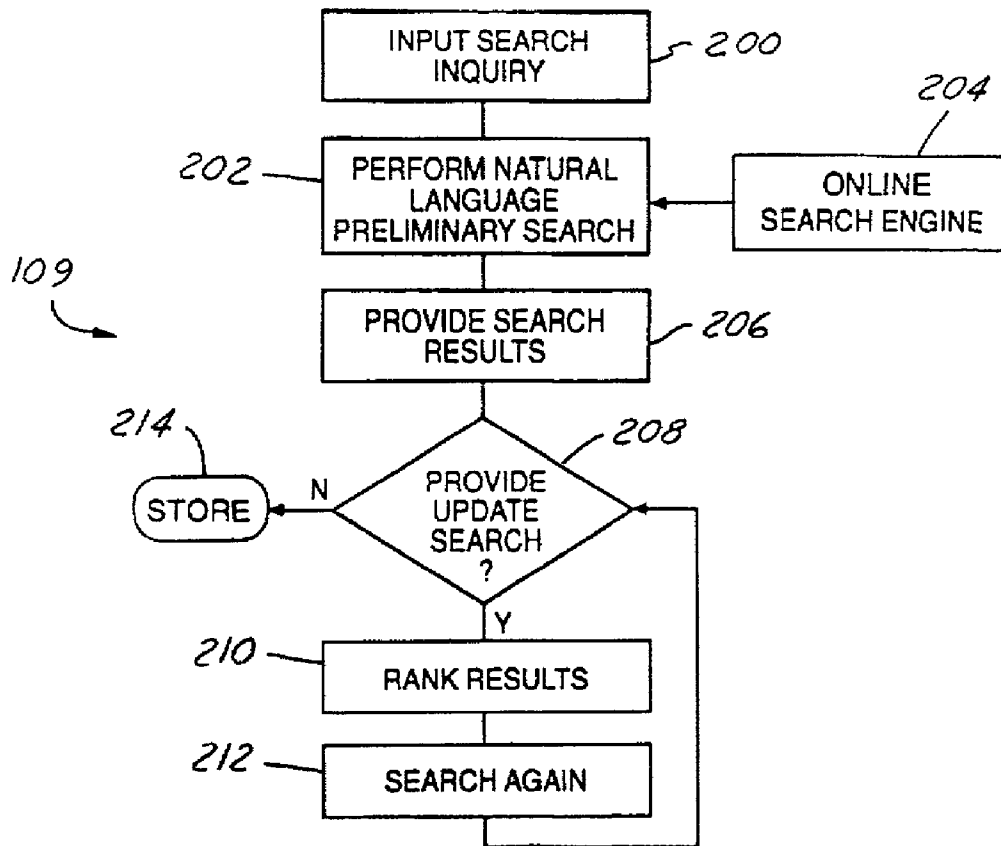 INPUT SEARCH
INQUIRY
200
204
202
PERFORM NATURAL
LANGUAGE
PRELIMINARY SEARCH
ONLINE
SEARCH ENGINE
109
PROVIDE SEARCH
RESULTS
206
214
208
STORE
N
PROVIDE
UPDATE
SEARCH
?
Y
210
RANK RESULTS
212
SEARCH AGAIN